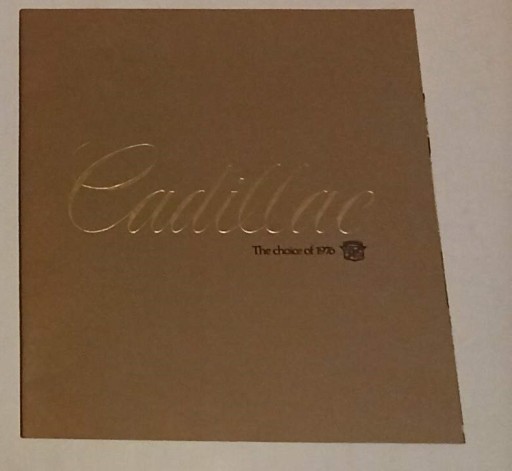 Cadillac
The choice of 1976